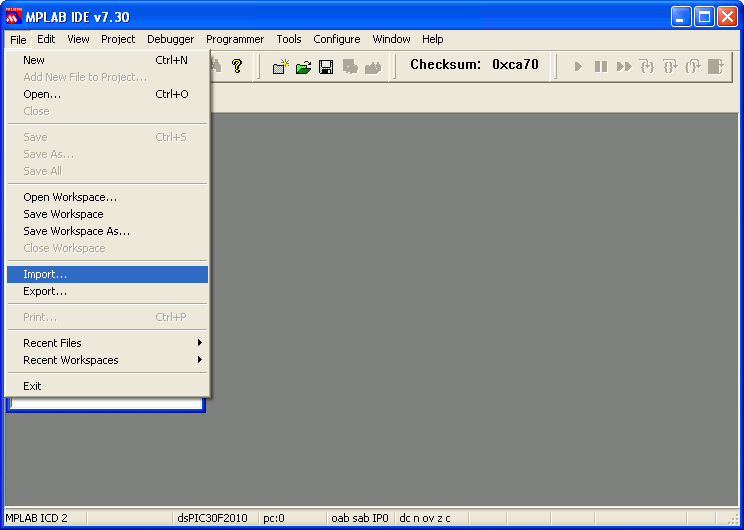 MPLAB IDE v7.30
File Edit View Project Debugger Programmer Tools Configure Window Help
Checksum: 0xca70
New Ctrl+N
Add New File to Project...
Open... Ctrl+O
Close
Save Ctrl+S
Save As...
Save All
Open Workspace...
Save Workspace
Save Workspace As...
Close Workspace
Import...
Export...
Print... Ctrl+P
Recent Files
Recent Workspaces
Exit
MPLAB ICD 2 dsPIC30F2010 pc:0 oab sab IP0 dc n ov z c